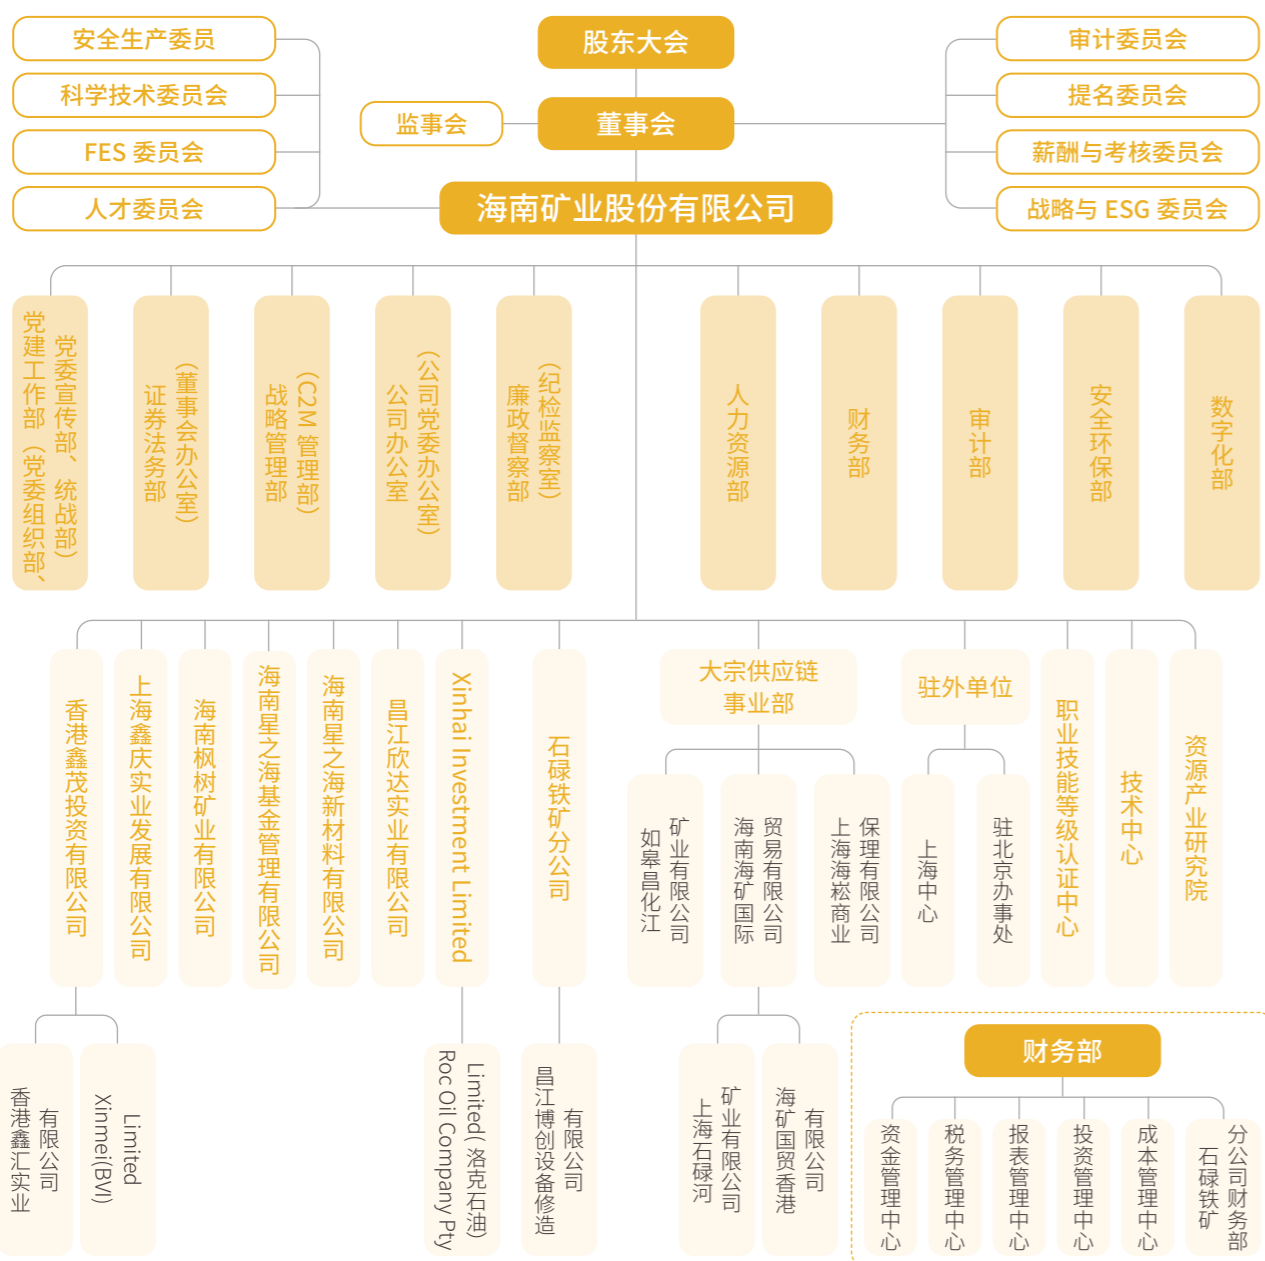 安全生产委员
科学技术委员会
FES 委员会
人才委员会
股东大会
监事会
董事会
海南矿业股份有限公司
审计委员会
提名委员会
薪酬与考核委员会
战略与 ESG 委员会
党建工作部（党委组织部、
党委宣传部、统战部）
证券法务部
（董事会办公室）
战略管理部
（C2M 管理部）
公司办公室
（公司党委办公室）
廉政督察部
（纪检监察室）
人力资源部
财务部
审计部
安全环保部
数字化部
香港鑫茂投资有限公司
上海鑫庆实业发展有限公司
海南枫树矿业有限公司
海南星之海基金管理有限公司
海南星之海新材料有限公司
昌江欣达实业有限公司
Xinhai Investment Limited
石碌铁矿分公司
大宗供应链
事业部
驻外单位
职业技能等级认证中心
技术中心
资源产业研究院
如皋昌化江
矿业有限公司
海南海矿国际
贸易有限公司
上海海崧商业
保理有限公司
上海中心
驻北京办事处
香港鑫汇实业
有限公司
Xinmei(BVI)
Limited
Roc Oil Company Pty
Limited( 洛克石油)
昌江博创设备修造
有限公司
上海石碌河
矿业有限公司
海矿国贸香港
有限公司
财务部
资金管理中心
税务管理中心
报表管理中心
投资管理中心
成本管理中心
石碌铁矿
分公司财务部